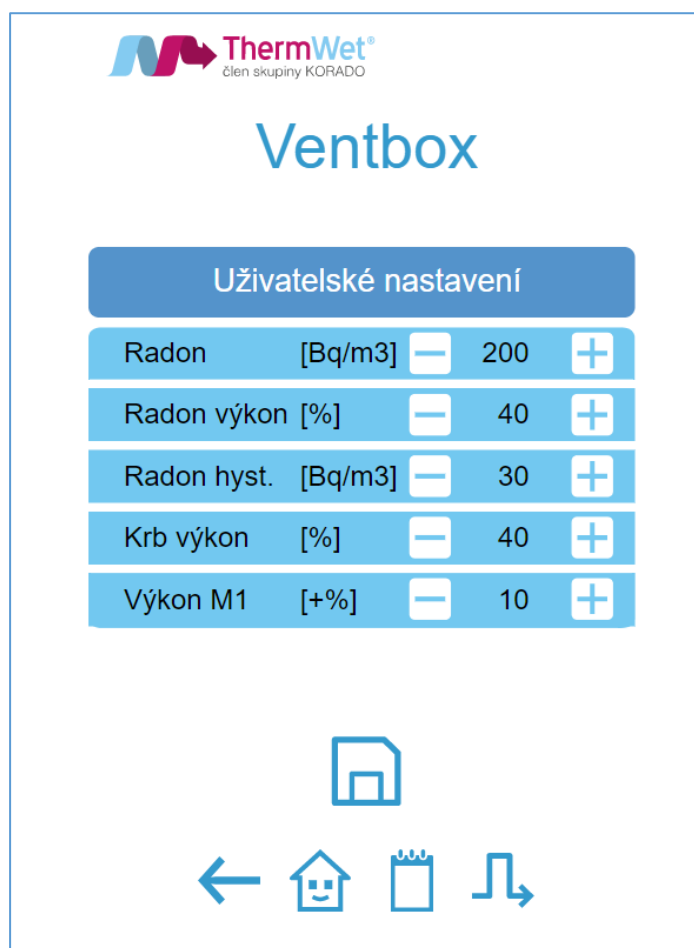 ThermWet®
člen skupiny KORADO
Ventbox
Uživatelské nastavení
Radon [Bq/m3] — 200 +
Radon výkon [%] — 40 +
Radon hyst. [Bq/m3] — 30 +
Krb výkon [%] — 40 +
Výkon M1 [+%] — 10 +